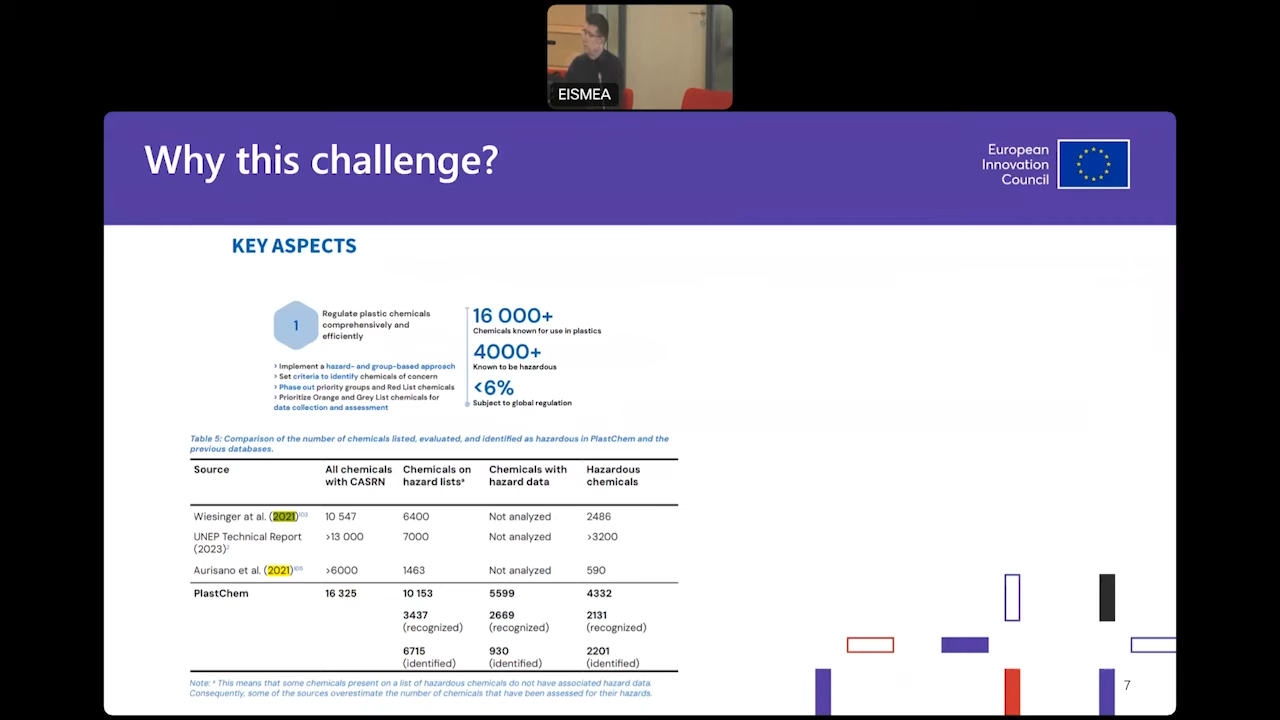 EISMEA
Why this challenge?
European
Innovation
Council
KEY ASPECTS
1
Regulate plastic chemicals
comprehensively and
efficiently
> Implement a hazard- and group-based approach
> Set criteria to identify chemicals of concern
> Phase out priority groups and Red List chemicals
> Prioritize Orange and Grey List chemicals for
data collection and assessment
16 000+
Chemicals known for use in plastics
4000+
Known to be hazardous
<6%
Subject to global regulation
Table 5: Comparison of the number of chemicals listed, evaluated, and identified as hazardous in PlastChem and the
previous databases.
Source All chemicals with CASRN Chemicals on hazard listsᵃ Chemicals with hazard data Hazardous chemicals
Wiesinger at al. (2021)¹⁰³ 10 547 6400 Not analyzed 2486
UNEP Technical Report (2023)² >13 000 7000 Not analyzed >3200
Aurisano et al. (2021)¹⁰⁵ >6000 1463 Not analyzed 590
PlastChem 16 325 10 153 5599 4332
3437 2669 2131
(recognized) (recognized) (recognized)
6715 930 2201
(identified) (identified) (identified)
Note: ᵃ This means that some chemicals present on a list of hazardous chemicals do not have associated hazard data.
Consequently, some of the sources overestimate the number of chemicals that have been assessed for their hazards.
7